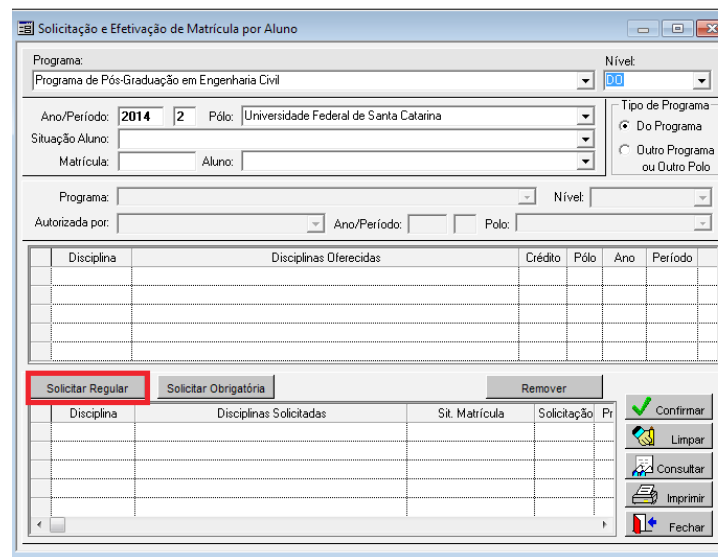 Solicitação e Efetivação de Matrícula por Aluno
Programa: Nível:
Programa de Pós-Graduação em Engenharia Civil DO
Ano/Período: 2014 2 Pólo: Universidade Federal de Santa Catarina
Tipo de Programa
Situação Aluno:
Do Programa
Matrícula: Aluno:
Outro Programa
ou Outro Polo
Programa: Nível:
Autorizada por: Ano/Período: Polo:
Disciplina Disciplinas Oferecidas Crédito Pólo Ano Período
Solicitar Regular Solicitar Obrigatória Remover
Disciplina Disciplinas Solicitadas Sit. Matrícula Solicitação Pr
Confirmar
Limpar
Consultar
Imprimir
Fechar